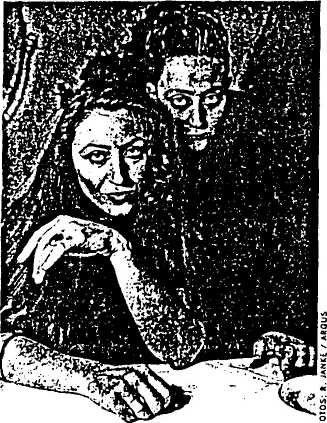 OTOS: R. JANKE / ARGUS